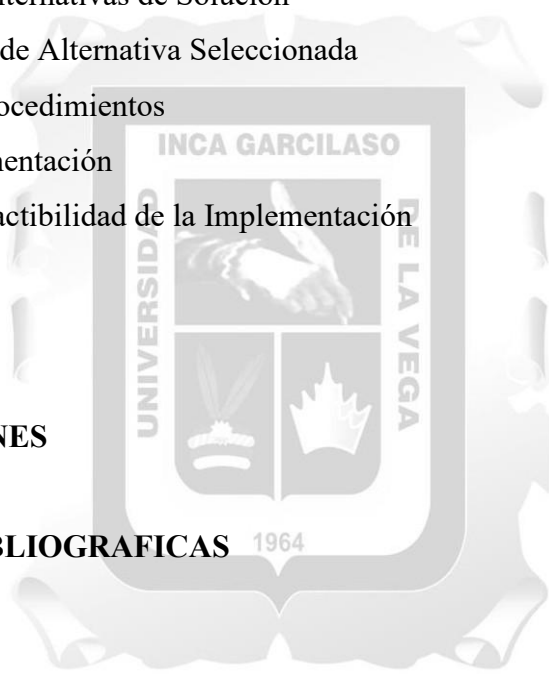 ternativas de Solución
de Alternativa Seleccionada
ocedimientos
INCA GARCILASO
nentación
actibilidad de la Implementación
UNIVERSIDAD
DE LA VEGA
NES
BLIOGRAFICAS
1964